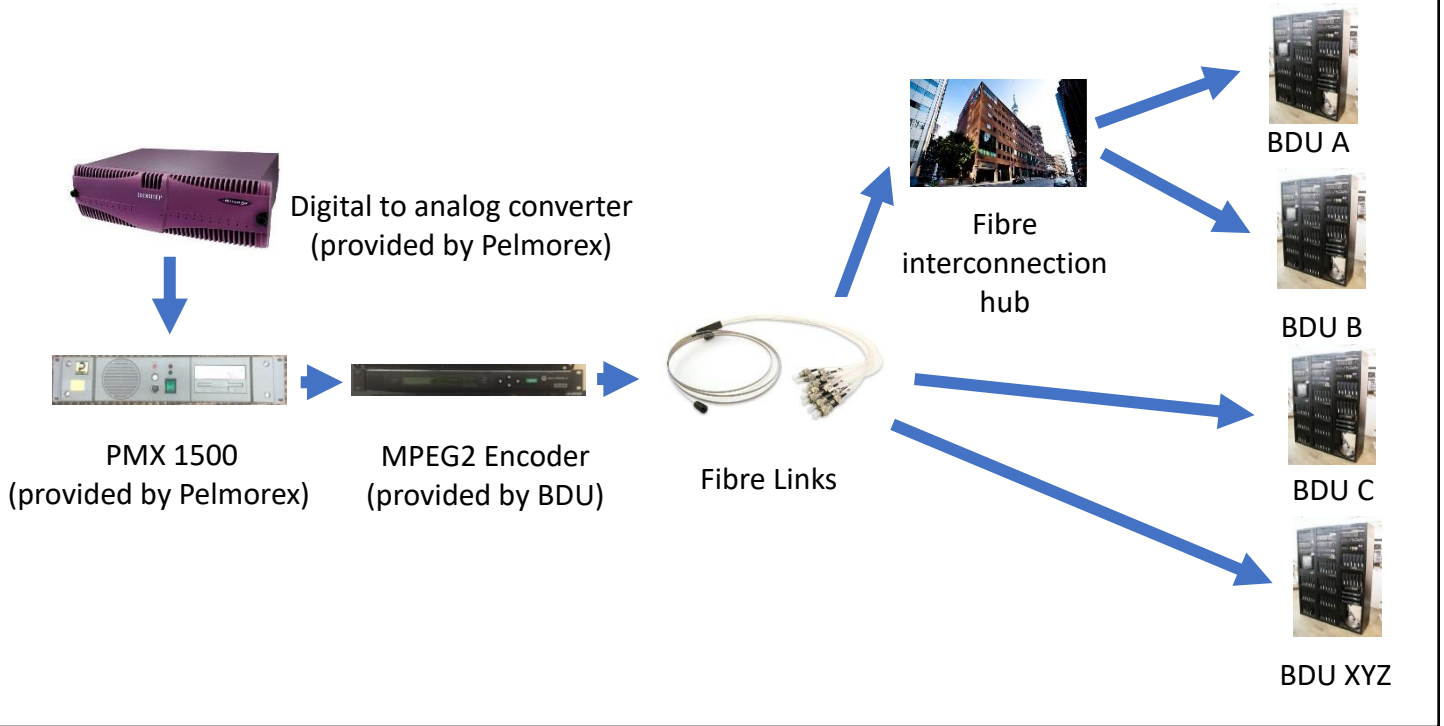 Digital to analog converter
(provided by Pelmorex)
PMX 1500
(provided by Pelmorex)
MPEG2 Encoder
(provided by BDU)
Fibre Links
Fibre
interconnection
hub
BDU A
BDU B
BDU C
BDU XYZ